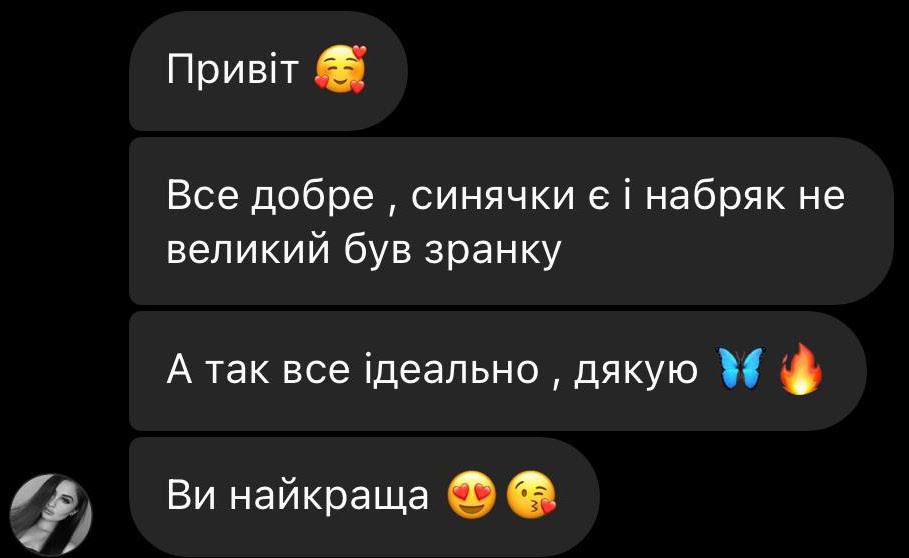 Привіт 🥰
Все добре , синячки є і набряк не
великий був зранку
А так все ідеально , дякую 🦋🔥
Ви найкраща 😍😘